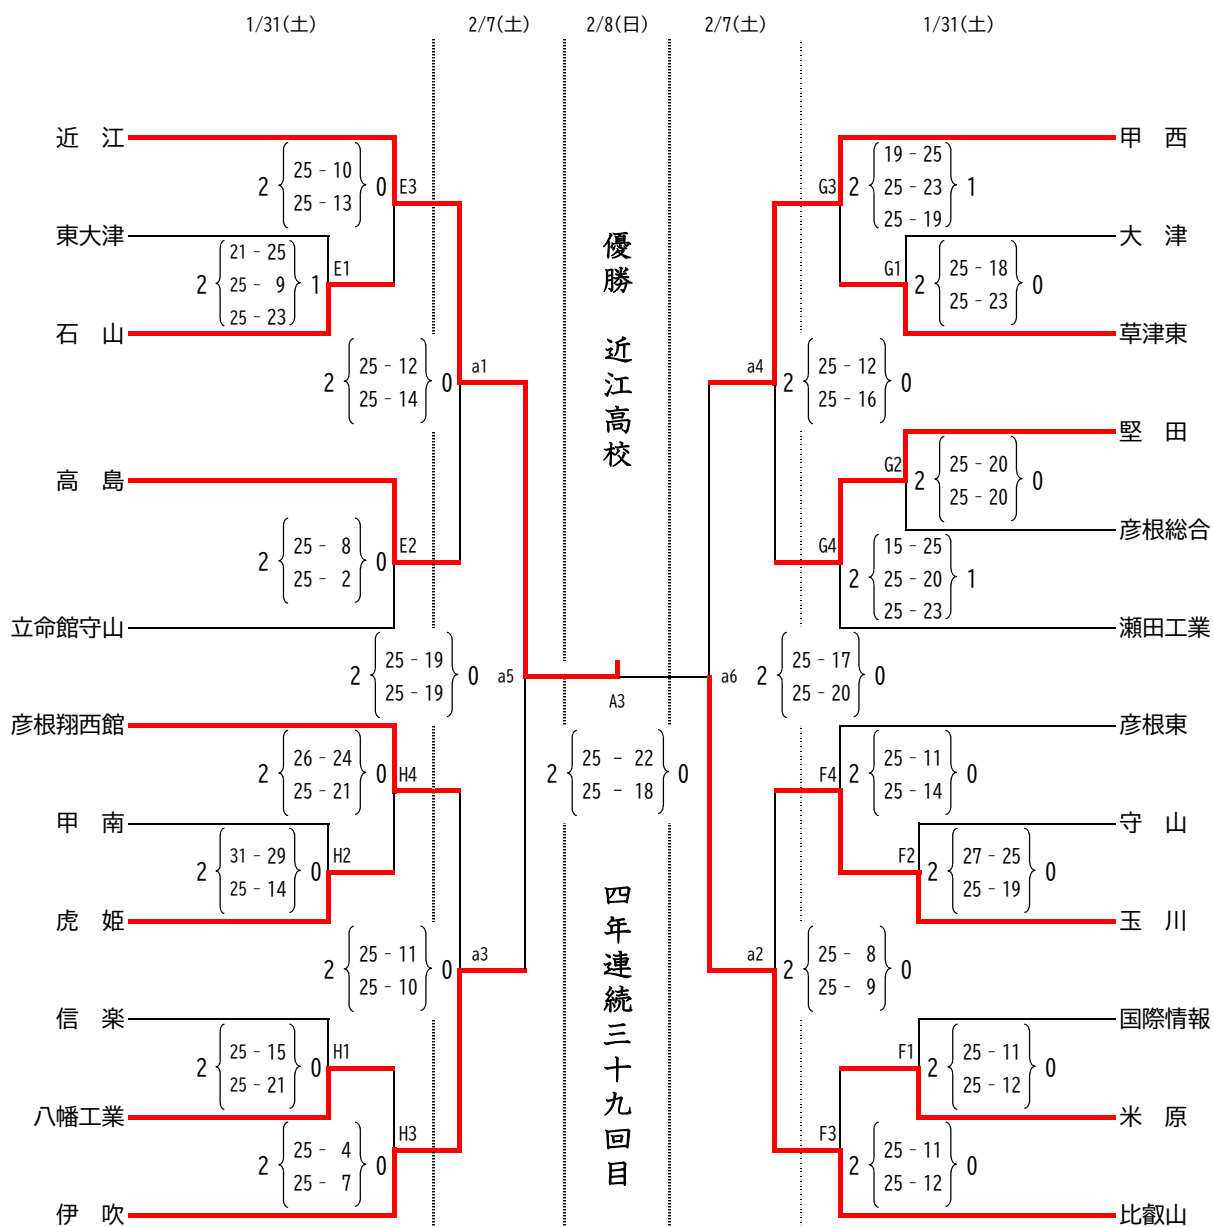 1/31(土) 2/7(土) 2/8(日) 2/7(土) 1/31(土)
近 江
2 25 - 10 0 E3
25 - 13
東大津
21 - 25
2 25 - 9 1 E1
25 - 23
石 山
2 25 - 12 0 a1
25 - 14
高 島
2 25 - 8 0 E2
25 - 2
立命館守山
2 25 - 19 0 a5
25 - 19
彦根翔西館
2 26 - 24 0 H4
25 - 21
甲 南
2 31 - 29 0 H2
25 - 14
虎 姫
2 25 - 11 0 a3
25 - 10
信 楽
2 25 - 15 0 H1
25 - 21
八幡工業
2 25 - 4 0 H3
25 - 7
伊 吹
優勝 近江高校
A3
2 25 - 22 0
25 - 18
四年連続三十九回目
甲 西
19 - 25
G3 2 25 - 23 1
25 - 19
大 津
G1 2 25 - 18 0
25 - 23
草津東
a4 2 25 - 12 0
25 - 16
堅 田
G2 2 25 - 20 0
25 - 20
彦根総合
15 - 25
G4 2 25 - 20 1
25 - 23
瀬田工業
a6 2 25 - 17 0
25 - 20
彦根東
F4 2 25 - 11 0
25 - 14
守 山
F2 2 27 - 25 0
25 - 19
玉 川
a2 2 25 - 8 0
25 - 9
国際情報
F1 2 25 - 11 0
25 - 12
米 原
F3 2 25 - 11 0
25 - 12
比叡山